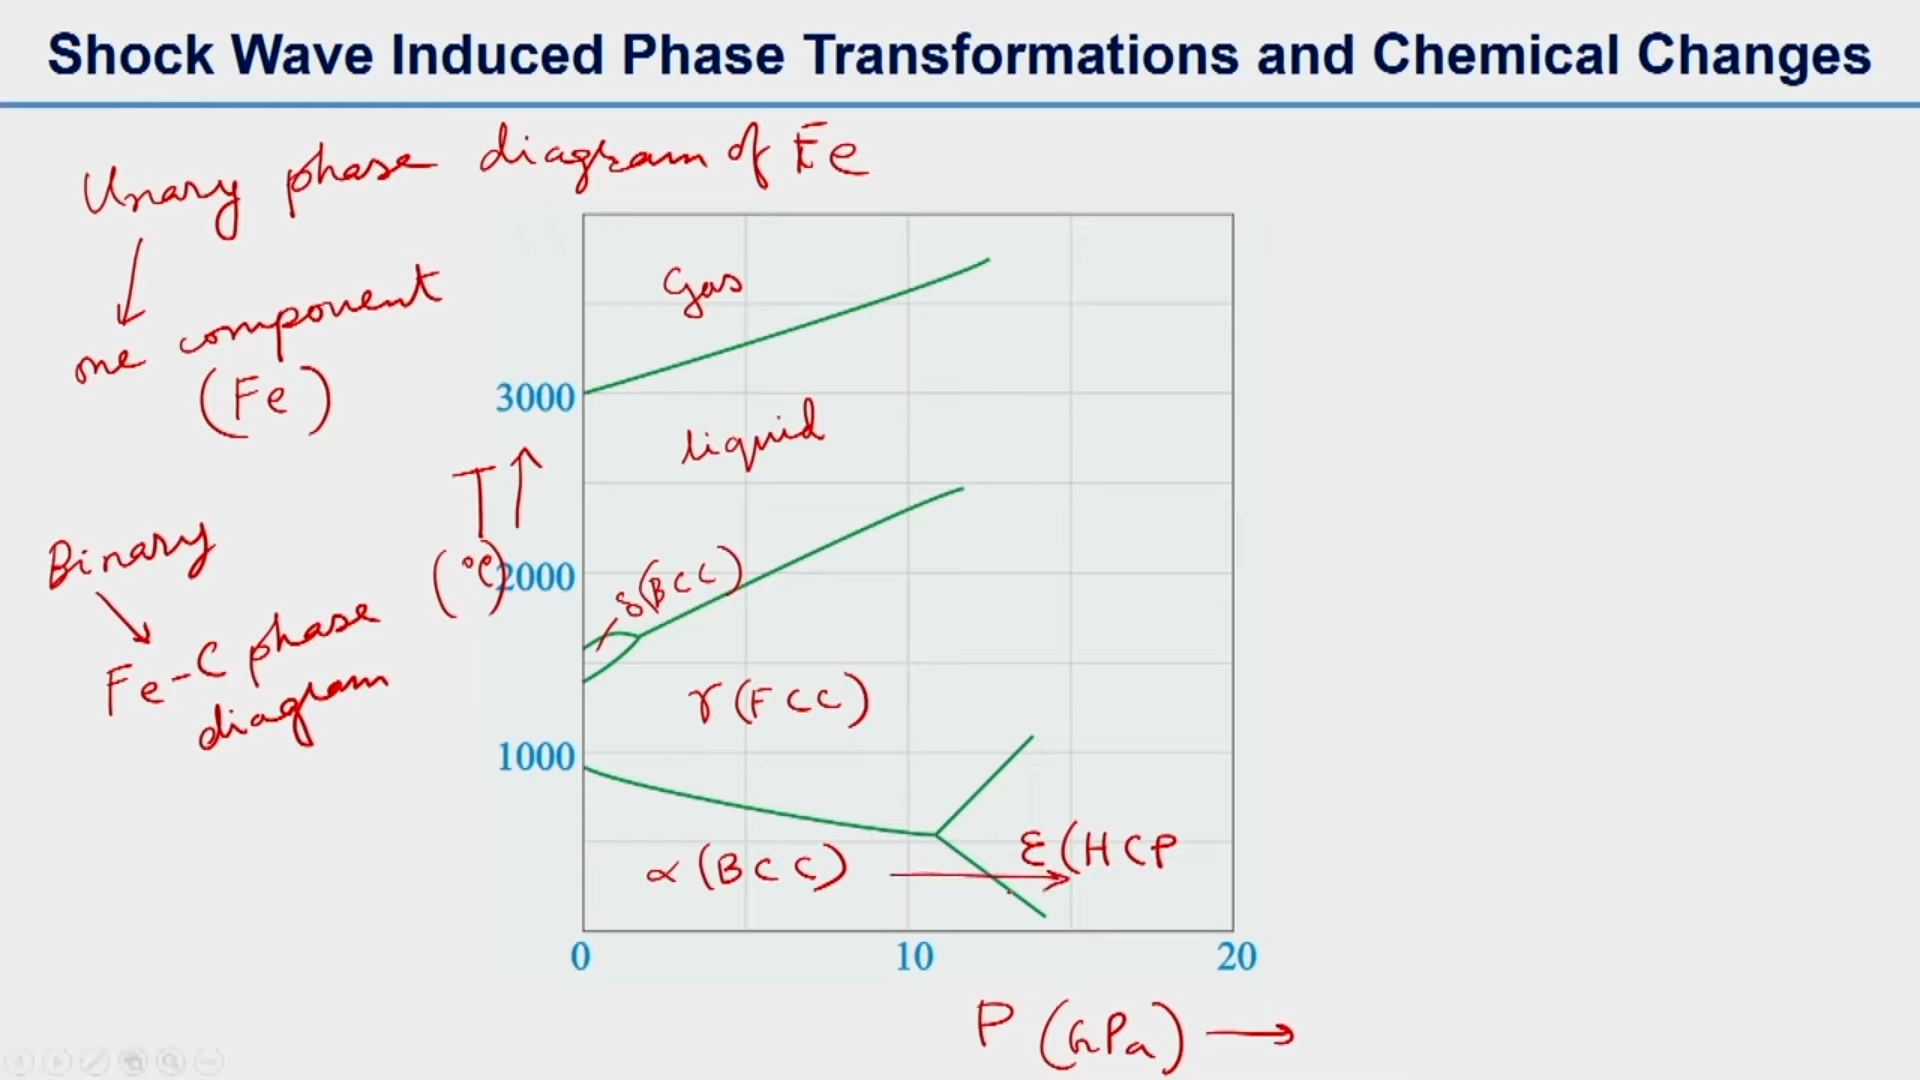 Shock Wave Induced Phase Transformations and Chemical Changes
Unary phase diagram of Fe
one component
(Fe)
Binary
Fe-C phase
diagram
T↑
(°C)
Gas
3000
liquid
2000
δ(BCC)
γ(FCC)
1000
α(BCC)
ε(HCP
0 10 20
P (GPa) →